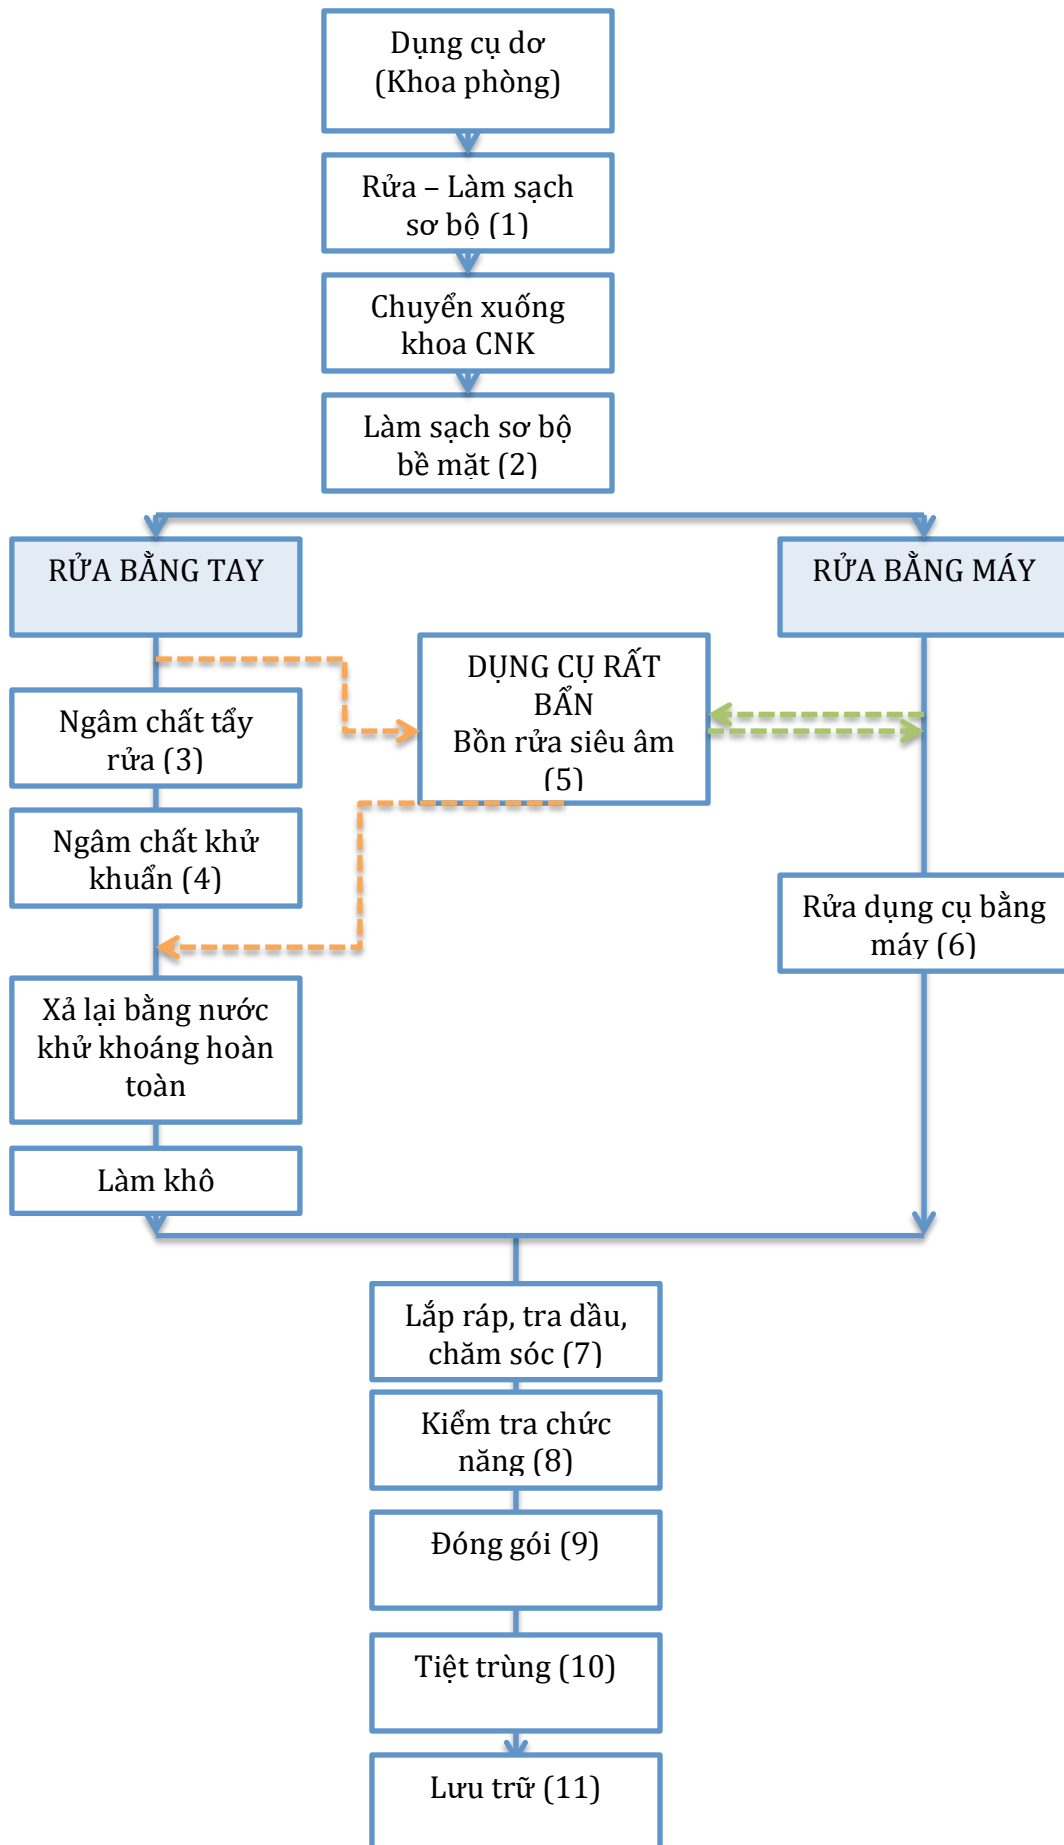 Dụng cụ dơ
(Khoa phòng)
Rửa – Làm sạch
sơ bộ (1)
Chuyển xuống
khoa CNK
Làm sạch sơ bộ
bề mặt (2)
RỬA BẰNG TAY
RỬA BẰNG MÁY
DỤNG CỤ RẤT
BẨN
Bồn rửa siêu âm
(5)
Ngâm chất tẩy
rửa (3)
Ngâm chất khử
khuẩn (4)
Rửa dụng cụ bằng
máy (6)
Xả lại bằng nước
khử khoáng hoàn
toàn
Làm khô
Lắp ráp, tra dầu,
chăm sóc (7)
Kiểm tra chức
năng (8)
Đóng gói (9)
Tiệt trùng (10)
Lưu trữ (11)